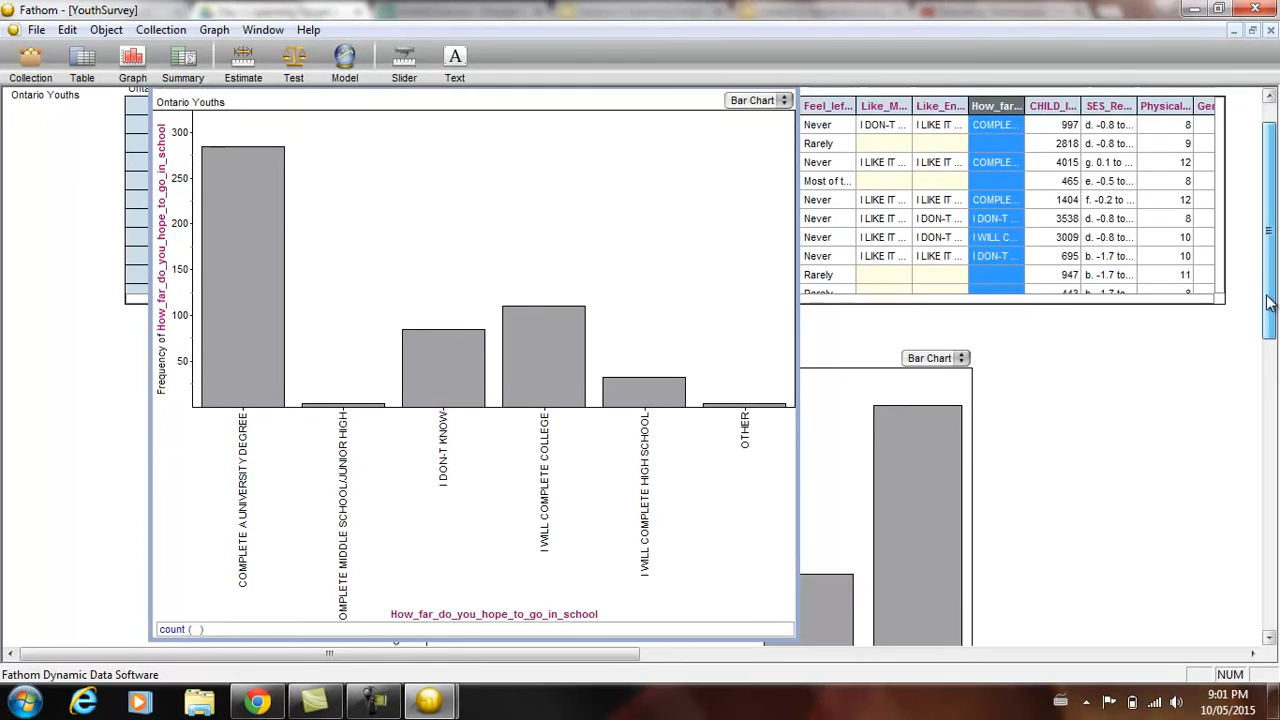 Fathom - [YouthSurvey]
File Edit Object Collection Graph Window Help
Collection Table Graph Summary Estimate Test Model Slider Text
A
Ontario Youths
Ontario Youths
Bar Chart
Frequency of How_far_do_you_hope_to_go_in_school
300
250
200
150
100
50
COMPLETE A UNIVERSITY DEGREE
OMPLETE MIDDLE SCHOOL/JUNIOR HIGH
I DON-T KNOW
I WILL COMPLETE COLLEGE
I WILL COMPLETE HIGH SCHOOL
OTHER
How_far_do_you_hope_to_go_in_school
count ( )
Feel_lef... Like_M... Like_En... How_far... CHILD_I... SES_Re... Physical... Ger
Never I DON-T ... I LIKE IT ... COMPLE... 997 d. -0.8 to... 8
Rarely 2818 d. -0.8 to... 9
Never I LIKE IT ... I LIKE IT ... COMPLE... 4015 g. 0.1 to ... 12
Most of t... 465 e. -0.5 to... 8
Never I LIKE IT ... I LIKE IT ... COMPLE... 1404 f. -0.2 to ... 12
Never I LIKE IT ... I DON-T ... I DON-T ... 3538 d. -0.8 to... 8
Never I LIKE IT ... I DON-T ... I WILL C... 3009 d. -0.8 to... 10
Never I LIKE IT ... I LIKE IT ... I DON-T ... 695 b. -1.7 to... 10
Rarely 947 b. -1.7 to... 11
Rarely 443 b. -1.7 to... 8
Bar Chart
Fathom Dynamic Data Software
NUM
9:01 PM
10/05/2015